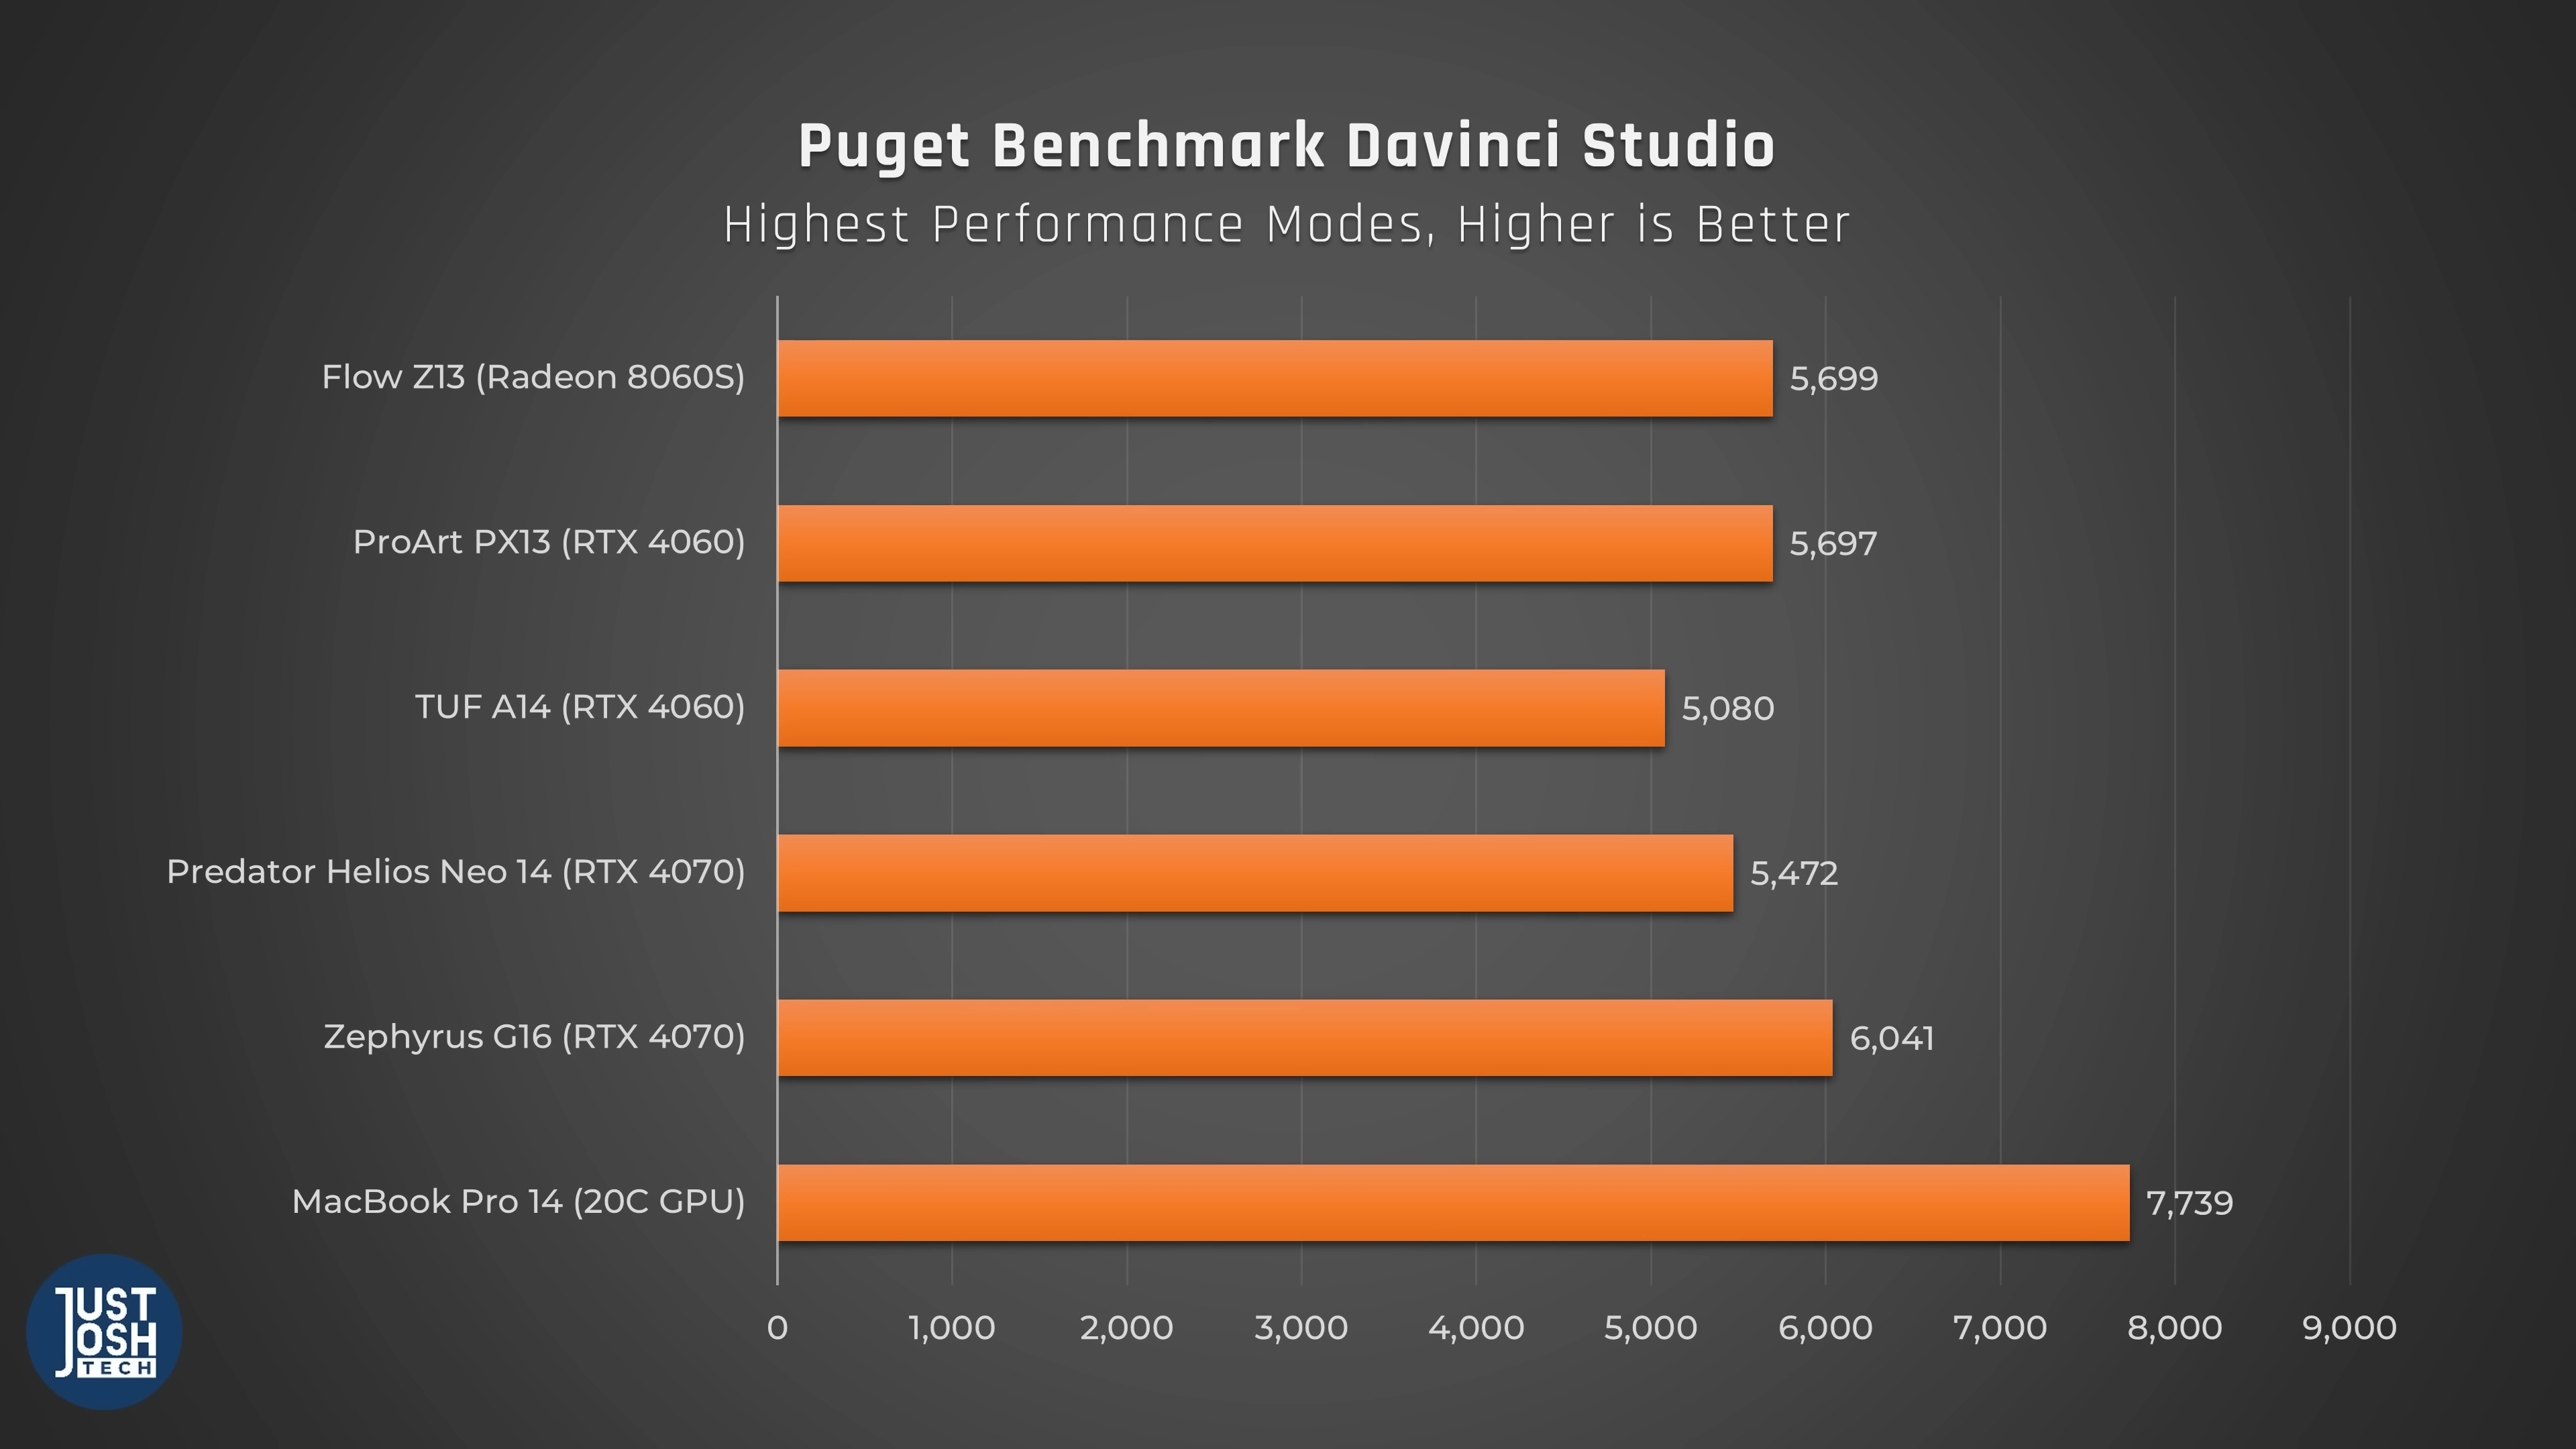 Puget Benchmark Davinci Studio
Highest Performance Modes, Higher is Better
Flow Z13 (Radeon 8060S) 5,699
ProArt PX13 (RTX 4060) 5,697
TUF A14 (RTX 4060) 5,080
Predator Helios Neo 14 (RTX 4070) 5,472
Zephyrus G16 (RTX 4070) 6,041
MacBook Pro 14 (20C GPU) 7,739
0 1,000 2,000 3,000 4,000 5,000 6,000 7,000 8,000 9,000
JUST
JOSH
TECH